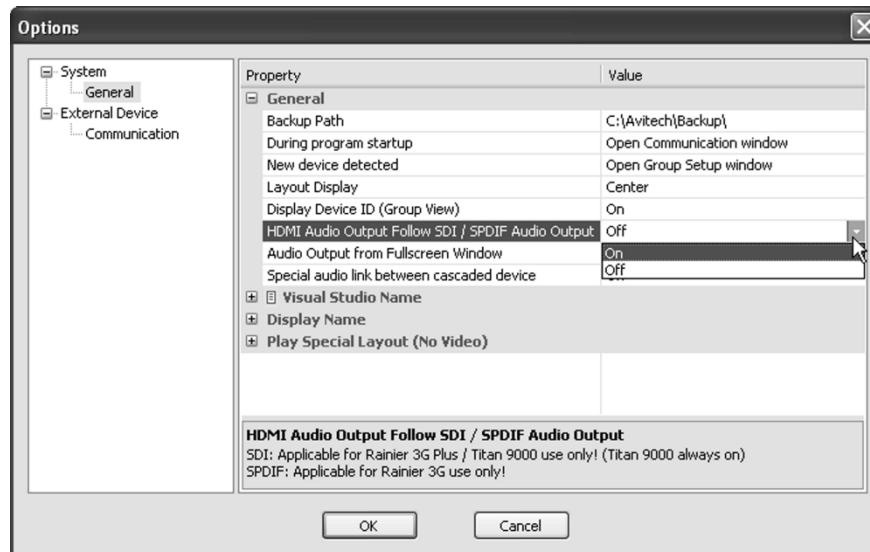 Options
System
General
External Device
Communication
Property Value
General
Backup Path C:\Avitech\Backup\
During program startup Open Communication window
New device detected Open Group Setup window
Layout Display Center
Display Device ID (Group View) On
HDMI Audio Output Follow SDI / SPDIF Audio Output Off
Audio Output from Fullscreen Window On
Special audio link between cascaded device Off
Visual Studio Name
Display Name
Play Special Layout (No Video)
HDMI Audio Output Follow SDI / SPDIF Audio Output
SDI: Applicable for Rainier 3G Plus / Titan 9000 use only! (Titan 9000 always on)
SPDIF: Applicable for Rainier 3G use only!
OK Cancel